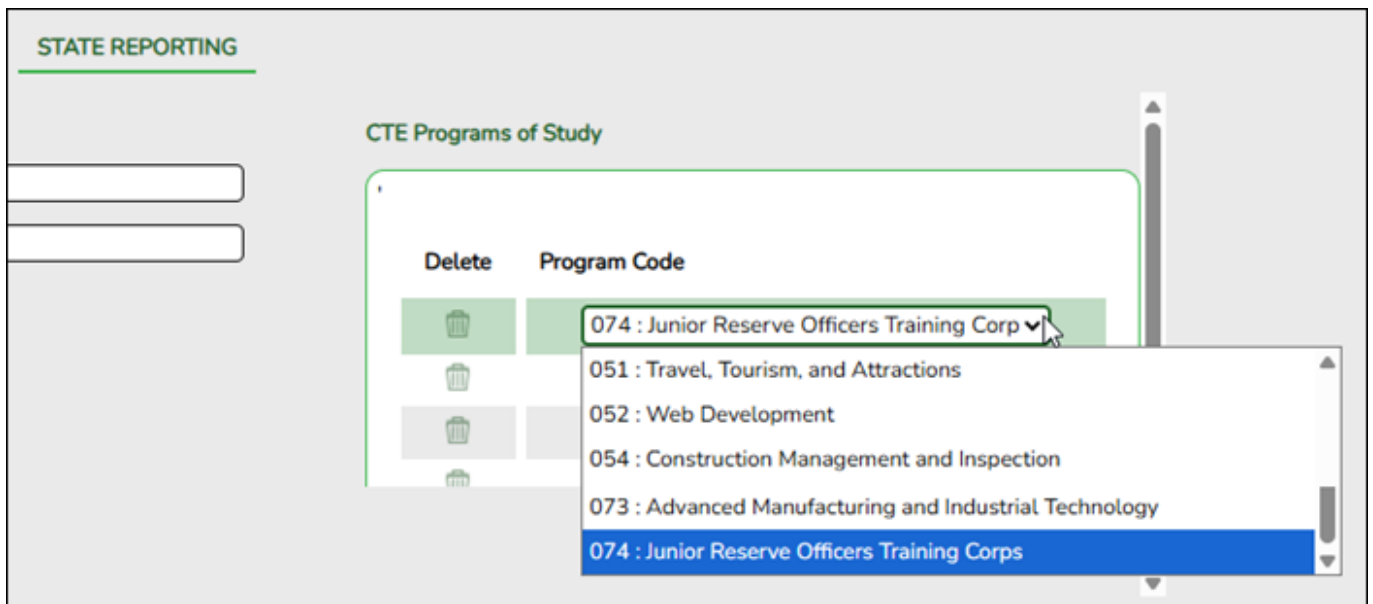 STATE REPORTING
CTE Programs of Study
Delete Program Code
074 : Junior Reserve Officers Training Corp
051 : Travel, Tourism, and Attractions
052 : Web Development
054 : Construction Management and Inspection
073 : Advanced Manufacturing and Industrial Technology
074 : Junior Reserve Officers Training Corps